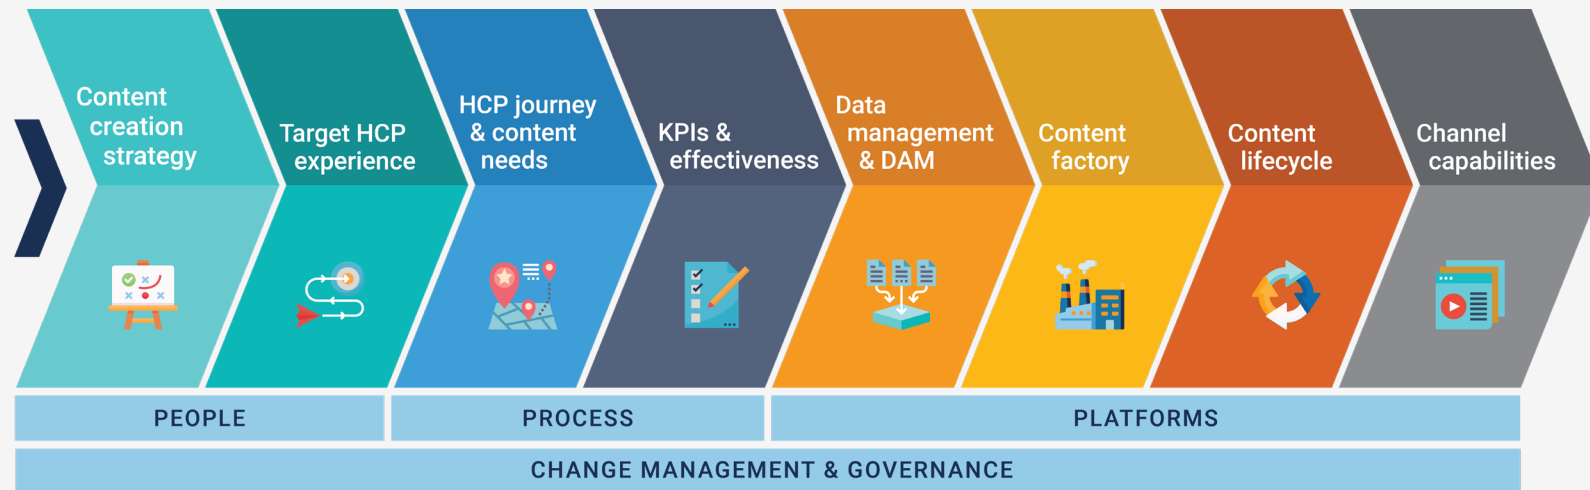 Content
creation
strategy
Target HCP
experience
HCP journey
& content
needs
KPIs &
effectiveness
Data
management
& DAM
Content
factory
Content
lifecycle
Channel
capabilities
PEOPLE
PROCESS
PLATFORMS
CHANGE MANAGEMENT & GOVERNANCE